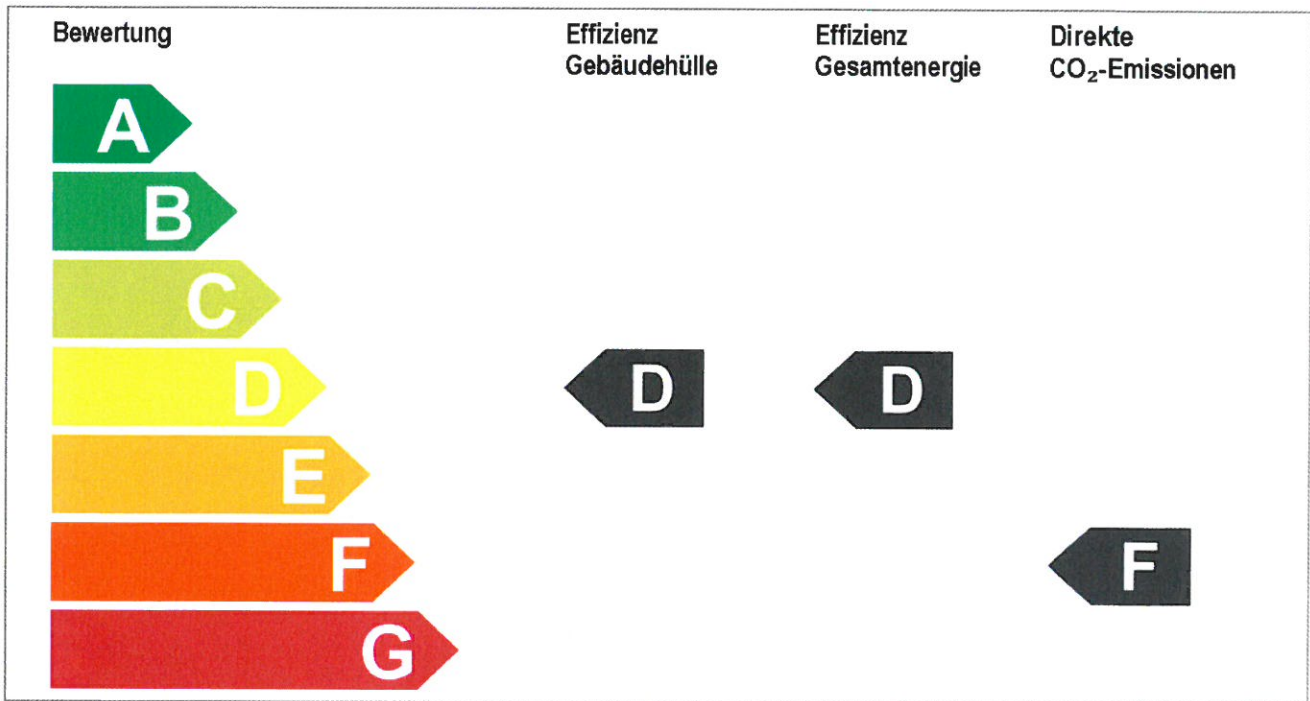 Bewertung
Effizienz
Gebäudehülle
Effizienz
Gesamtenergie
Direkte
CO₂-Emissionen
A
B
C
D
D
D
E
F
F
G